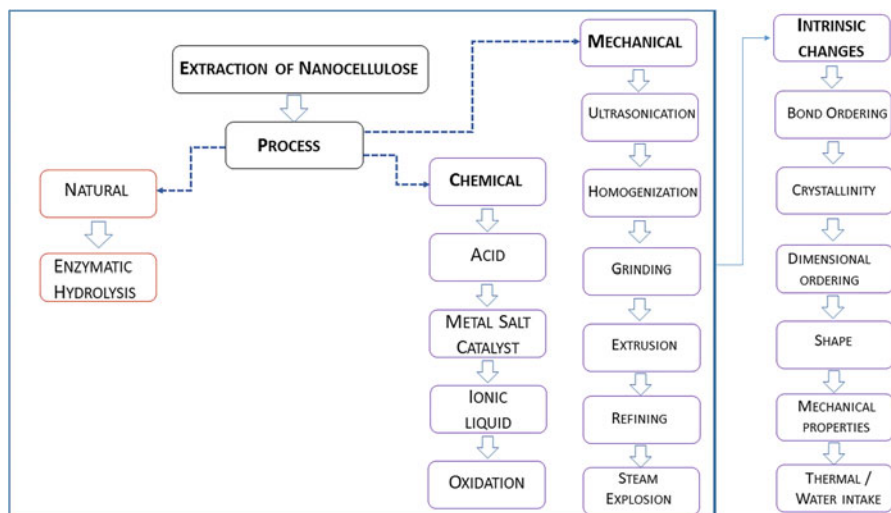 EXTRACTION OF NANOCELLULOSE
PROCESS
NATURAL
ENZYMATIC
HYDROLYSIS
CHEMICAL
ACID
METAL SALT
CATALYST
IONIC
LIQUID
OXIDATION
MECHANICAL
ULTRASONICATION
HOMOGENIZATION
GRINDING
EXTRUSION
REFINING
STEAM
EXPLOSION
INTRINSIC
CHANGES
BOND ORDERING
CRYSTALLINITY
DIMENSIONAL
ORDERING
SHAPE
MECHANICAL
PROPERTIES
THERMAL /
WATER INTAKE